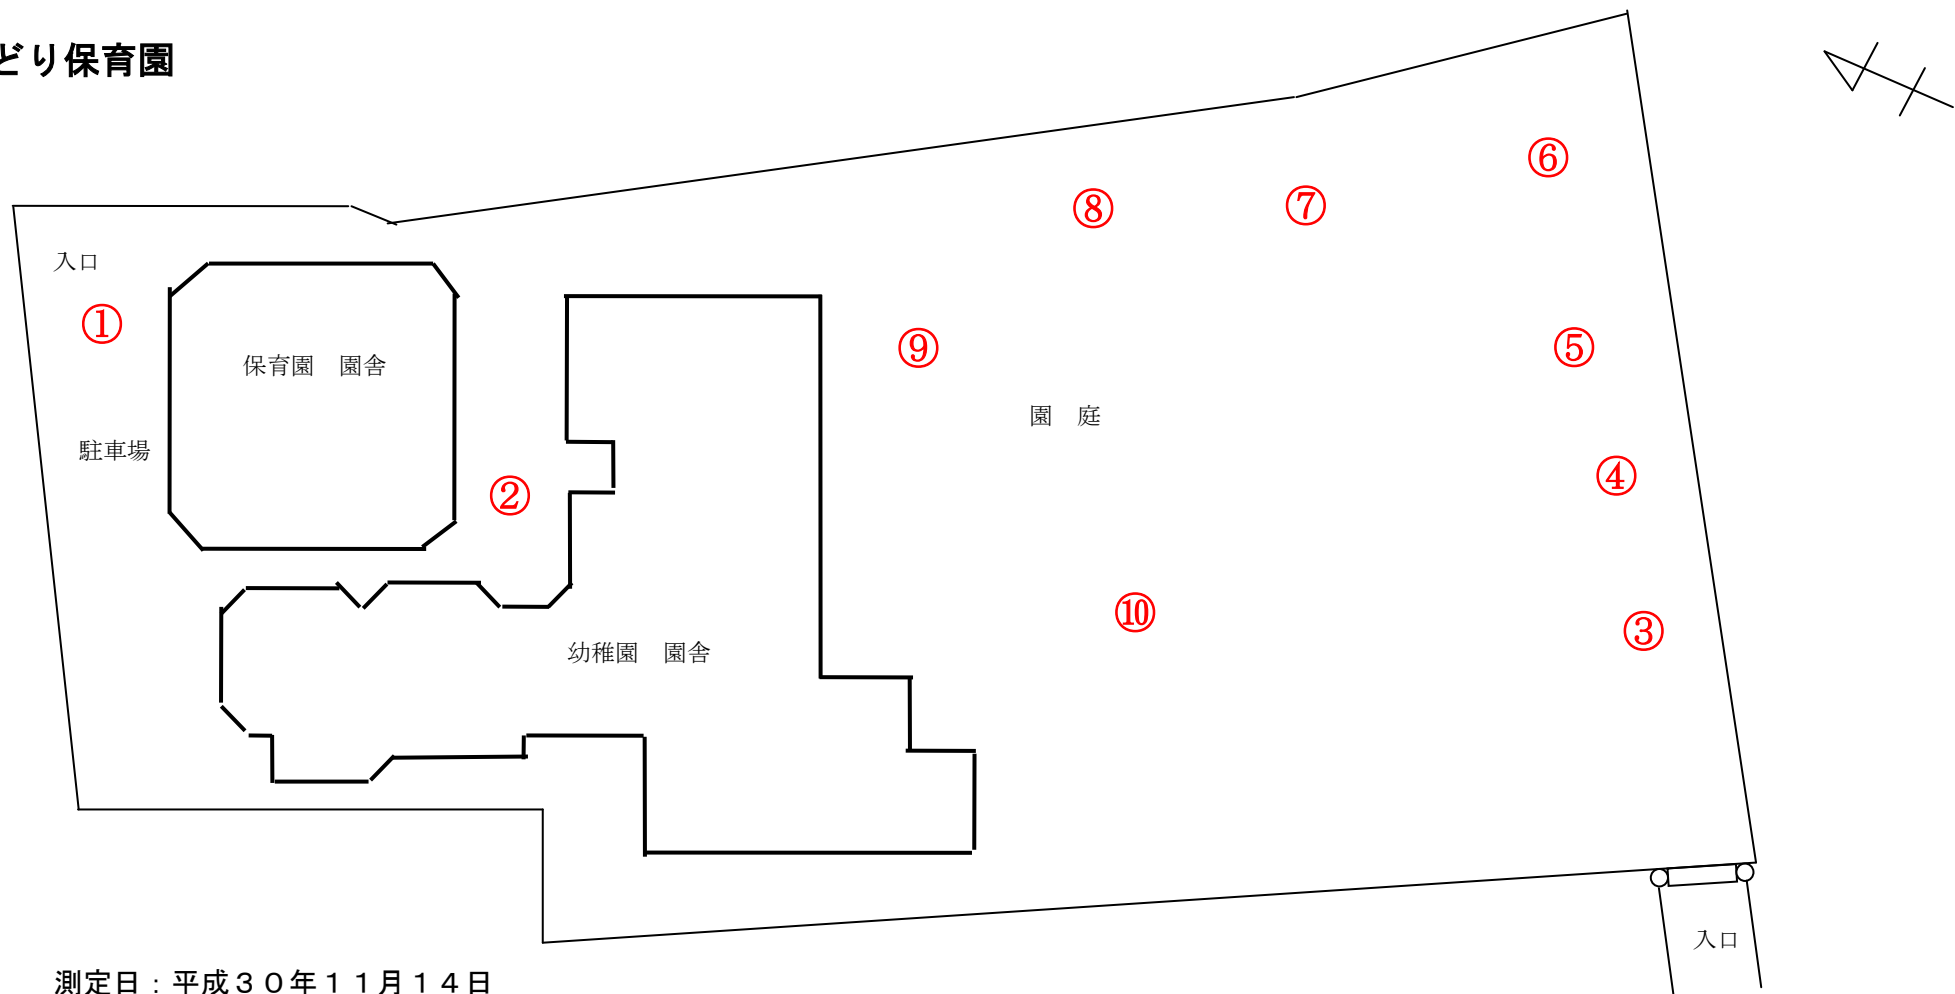 どり保育園
⑥
⑧
⑦
入口
①
⑨
⑤
保育園　園舎
園　庭
駐車場
④
②
⑩
③
幼稚園　園舎
入口
測定日：平成３０年１１月１４日